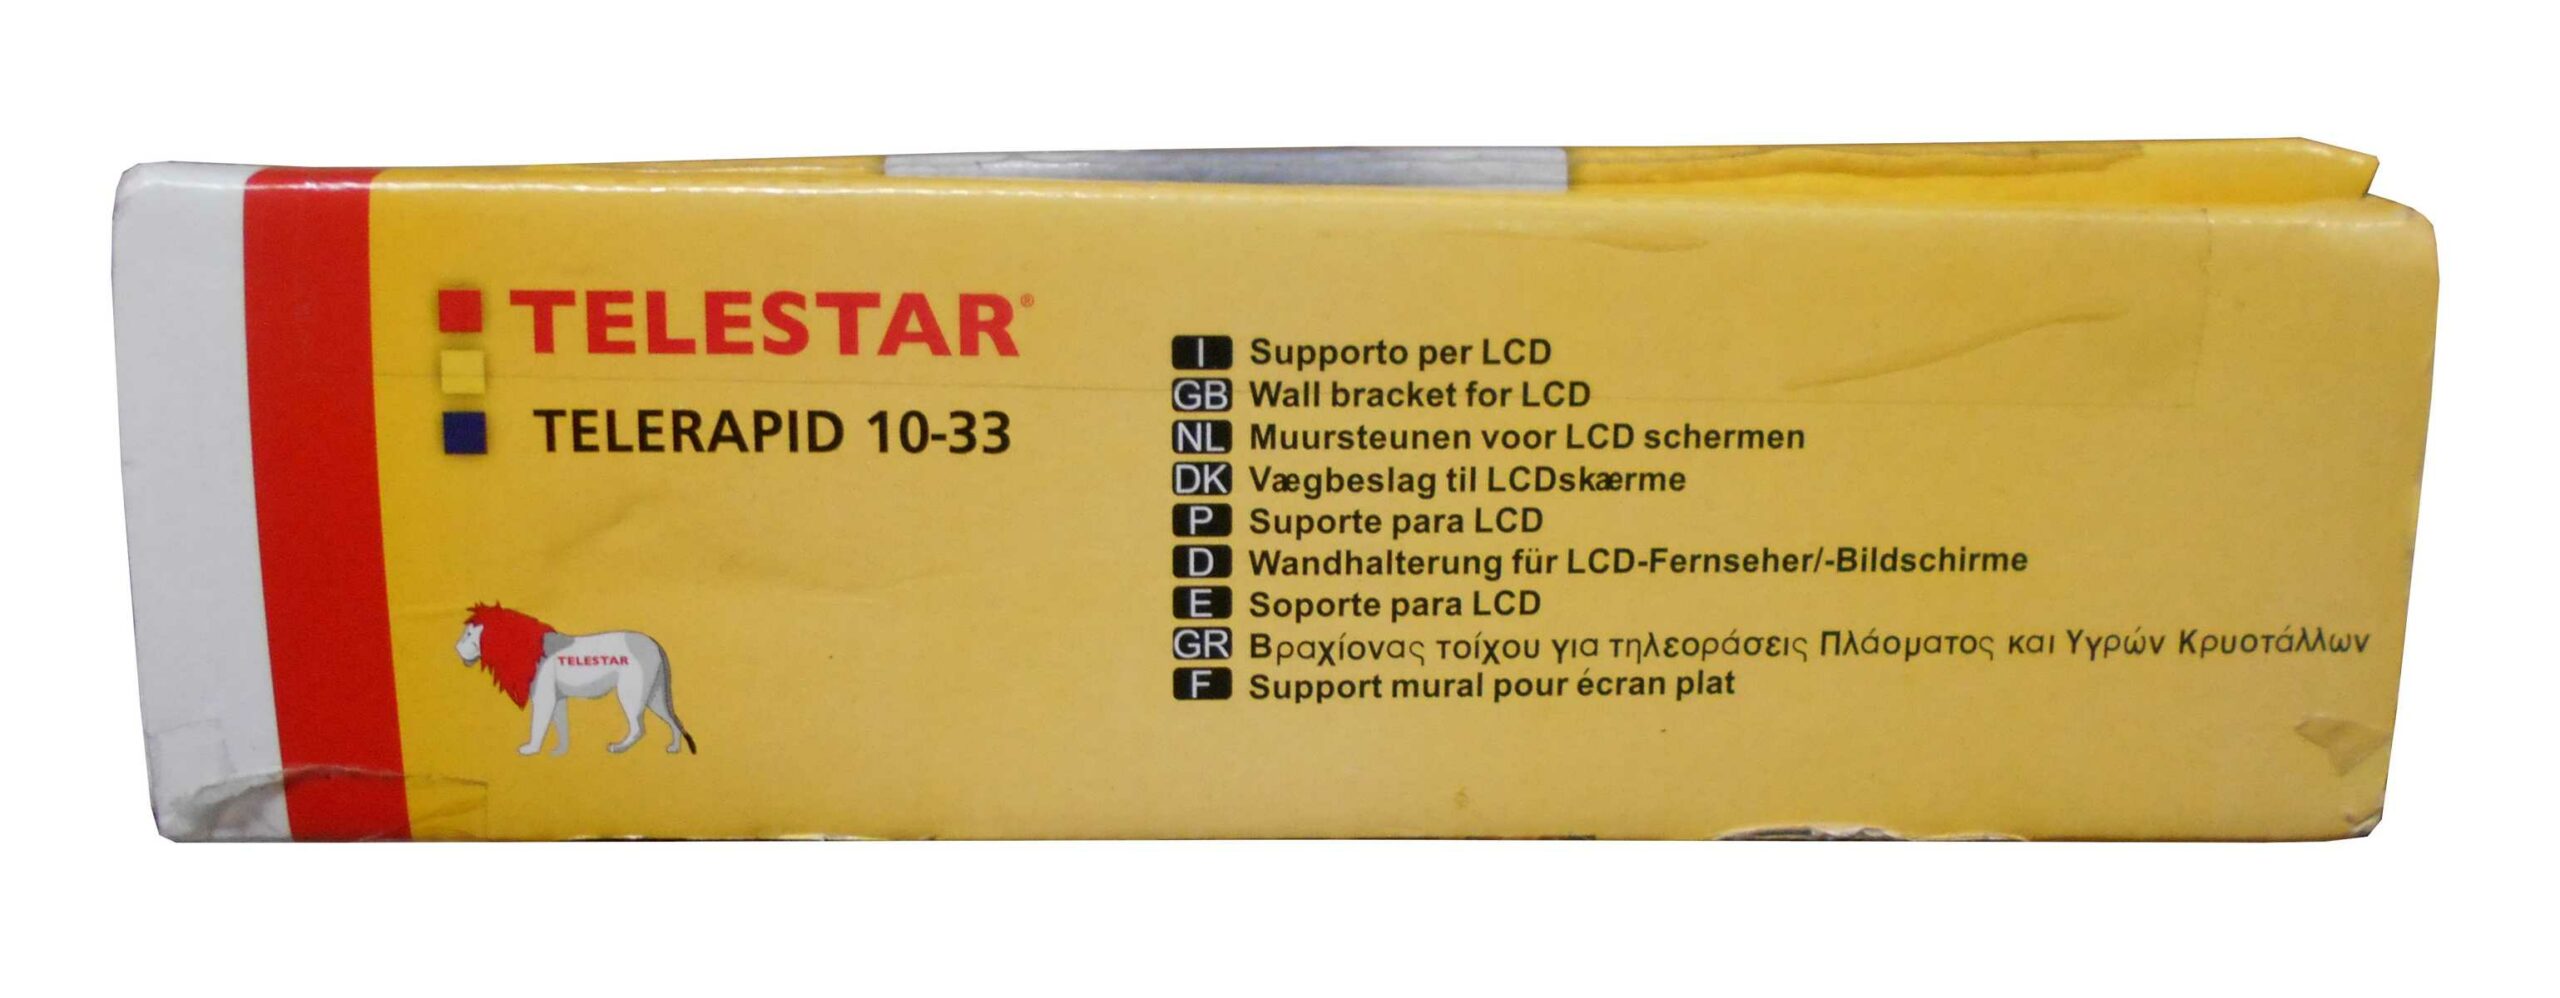 TELESTAR®
TELERAPID 10-33
TELESTAR
I Supporto per LCD
GB Wall bracket for LCD
NL Muursteunen voor LCD schermen
DK Vægbeslag til LCDskærme
P Suporte para LCD
D Wandhalterung für LCD-Fernseher/-Bildschirme
E Soporte para LCD
GR Βραχίονας τοίχου για τηλεοράσεις Πλάσματος και Υγρών Κρυστάλλων
F Support mural pour écran plat